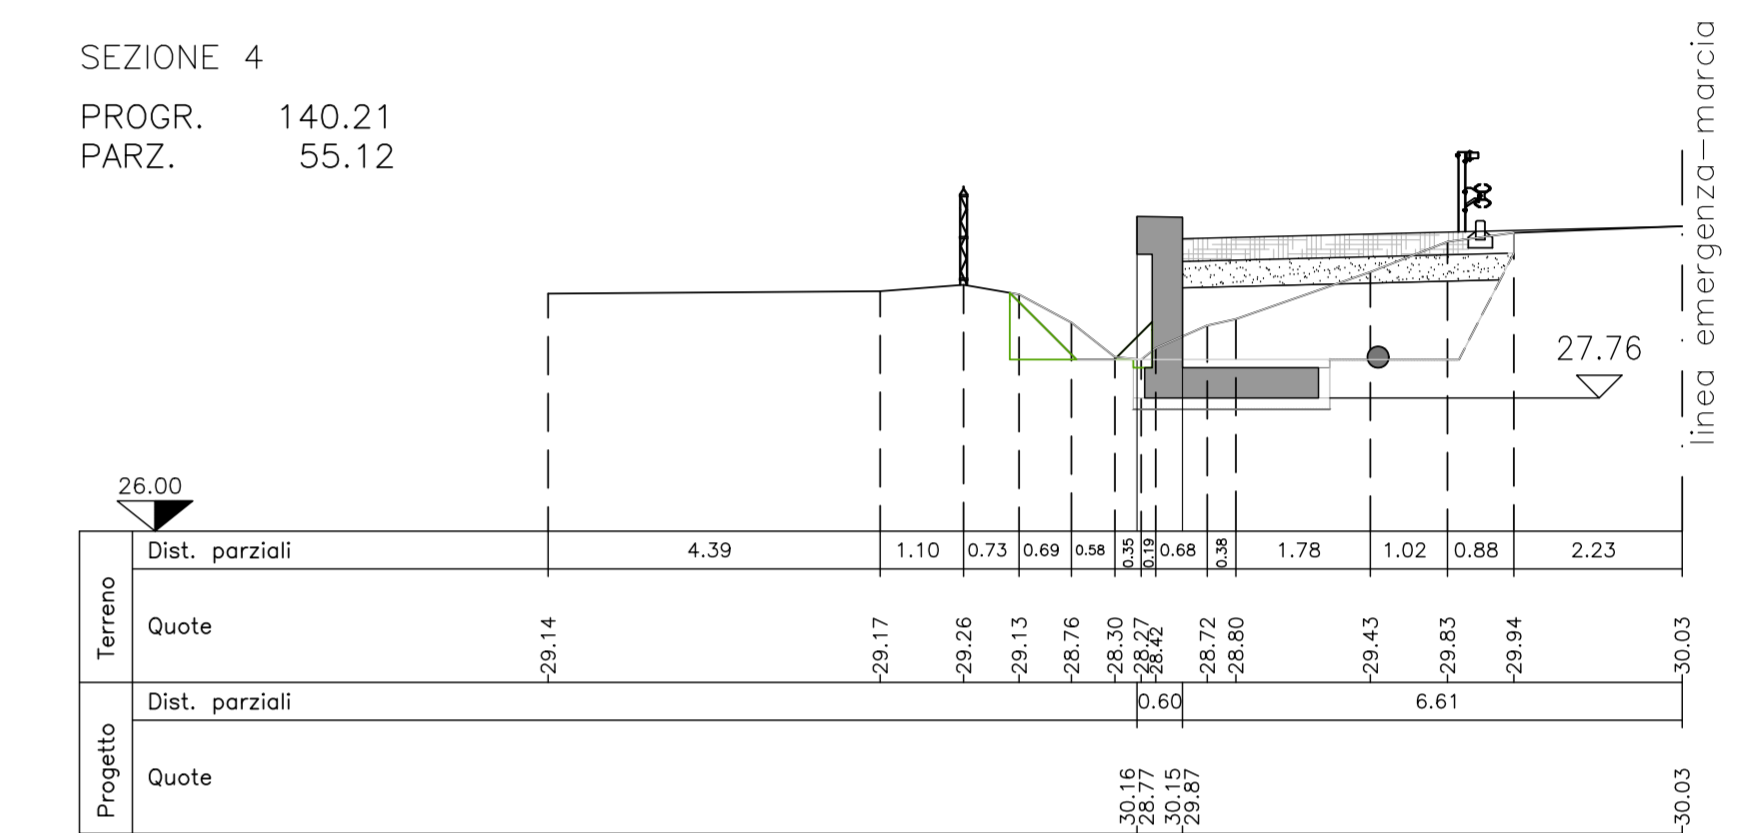 SEZIONE 4
PROGR. 140.21
PARZ. 55.12
linea emergenza-marcia
27.76
26.00
Terreno
Dist. parziali 4.39 1.10 0.73 0.69 0.58 0.35 0.19 0.68 0.38 1.78 1.02 0.88 2.23
Quote 29.14 29.17 29.26 29.13 28.76 28.30 28.27 28.42 28.72 28.80 29.43 29.83 29.94 30.03
Progetto
Dist. parziali 0.60 6.61
Quote 30.16 28.77 30.15 29.87 30.03